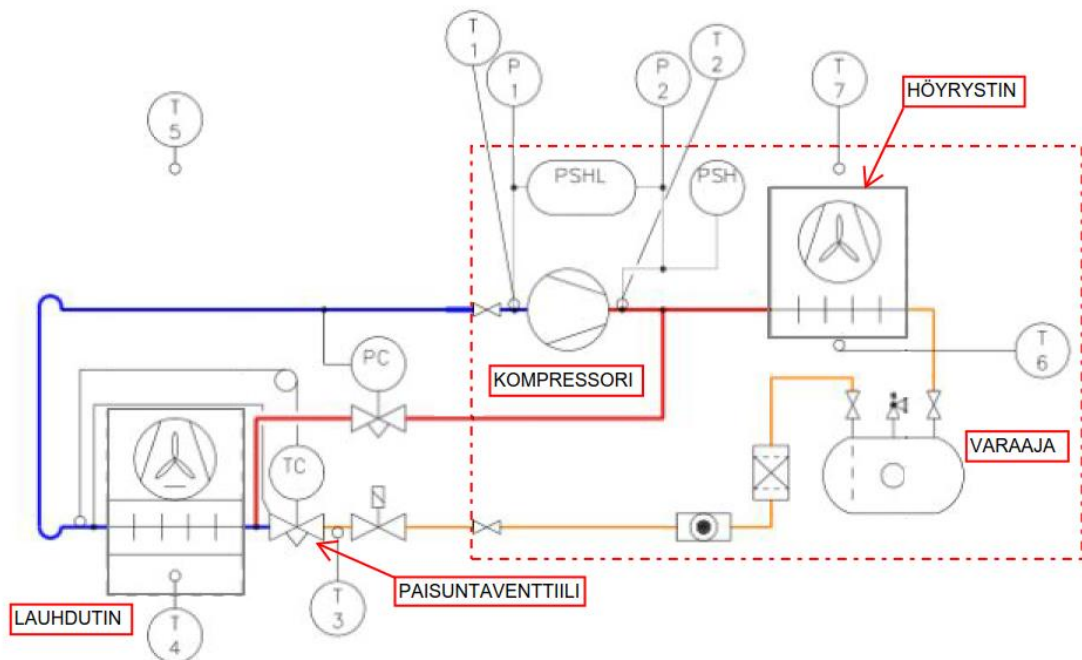 T
1
P
1
P
2
T
2
T
7
HÖYRYSTIN
T
5
PSHL
PSH
PC
KOMPRESSORI
T
6
VARAAJA
TC
PAISUNTAVENTTIILI
T
3
LAUHDUTIN
T
4